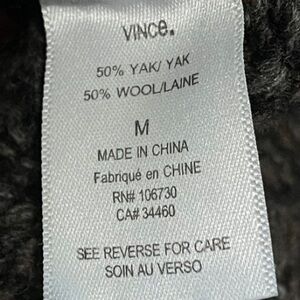 VINCe.
50% YAK/ YAK
50% WOOL/LAINE
M
MADE IN CHINA
Fabriqué en CHINE
RN# 106730
CA# 34460
SEE REVERSE FOR CARE
SOIN AU VERSO